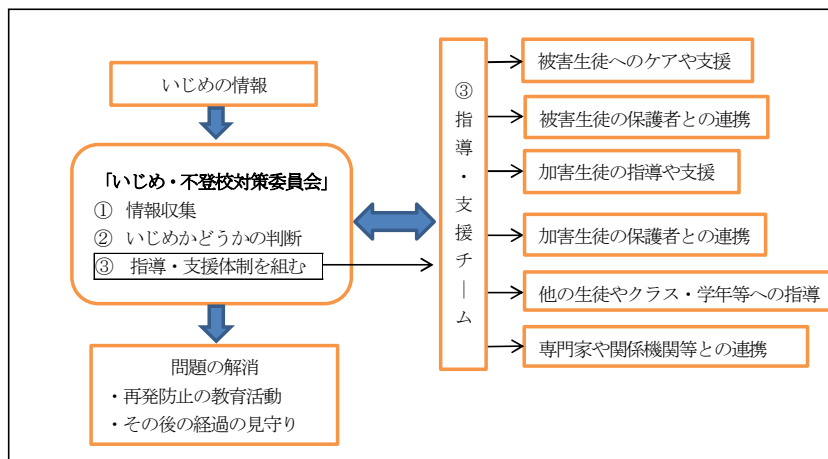 いじめの情報
「いじめ・不登校対策委員会」
① 情報収集
② いじめかどうかの判断
③ 指導・支援体制を組む
問題の解消
・再発防止の教育活動
・その後の経過の見守り
③指導・支援チーム
被害生徒へのケアや支援
被害生徒の保護者との連携
加害生徒の指導や支援
加害生徒の保護者との連携
他の生徒やクラス・学年等への指導
専門家や関係機関等との連携